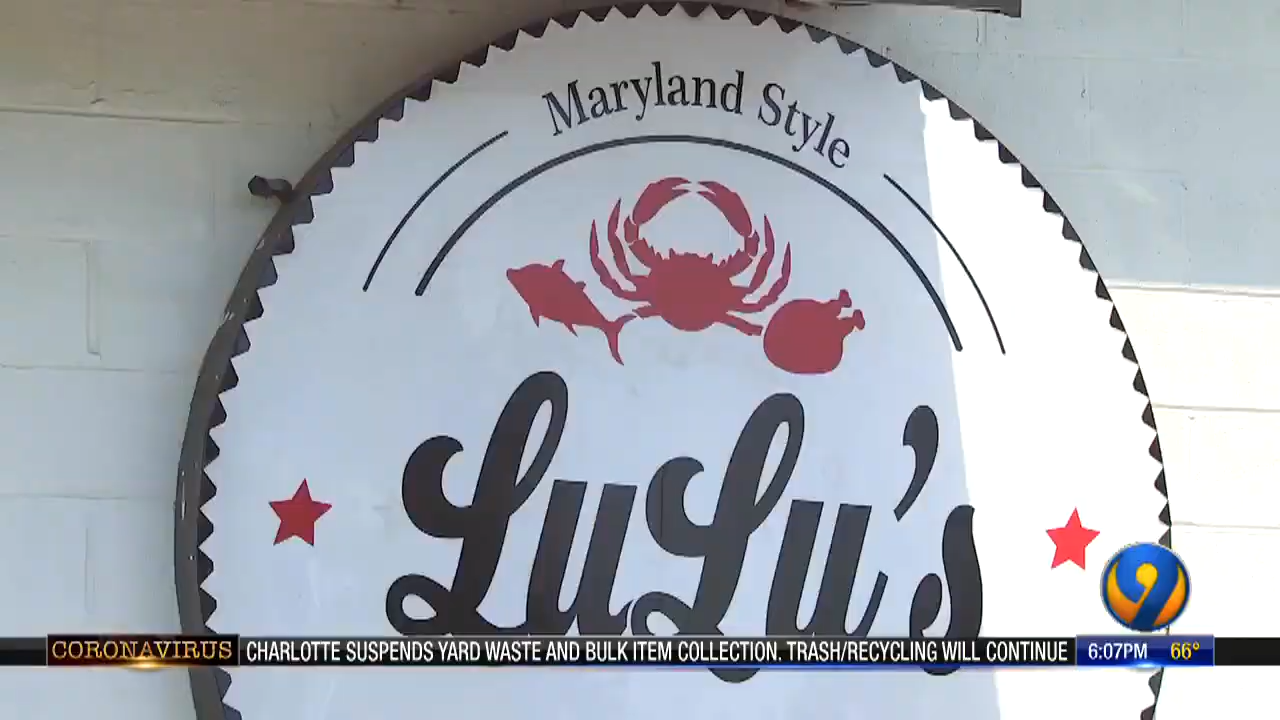 Maryland Style
LuLu's
9
CORONAVIRUS CHARLOTTE SUSPENDS YARD WASTE AND BULK ITEM COLLECTION. TRASH/RECYCLING WILL CONTINUE 6:07PM 66°